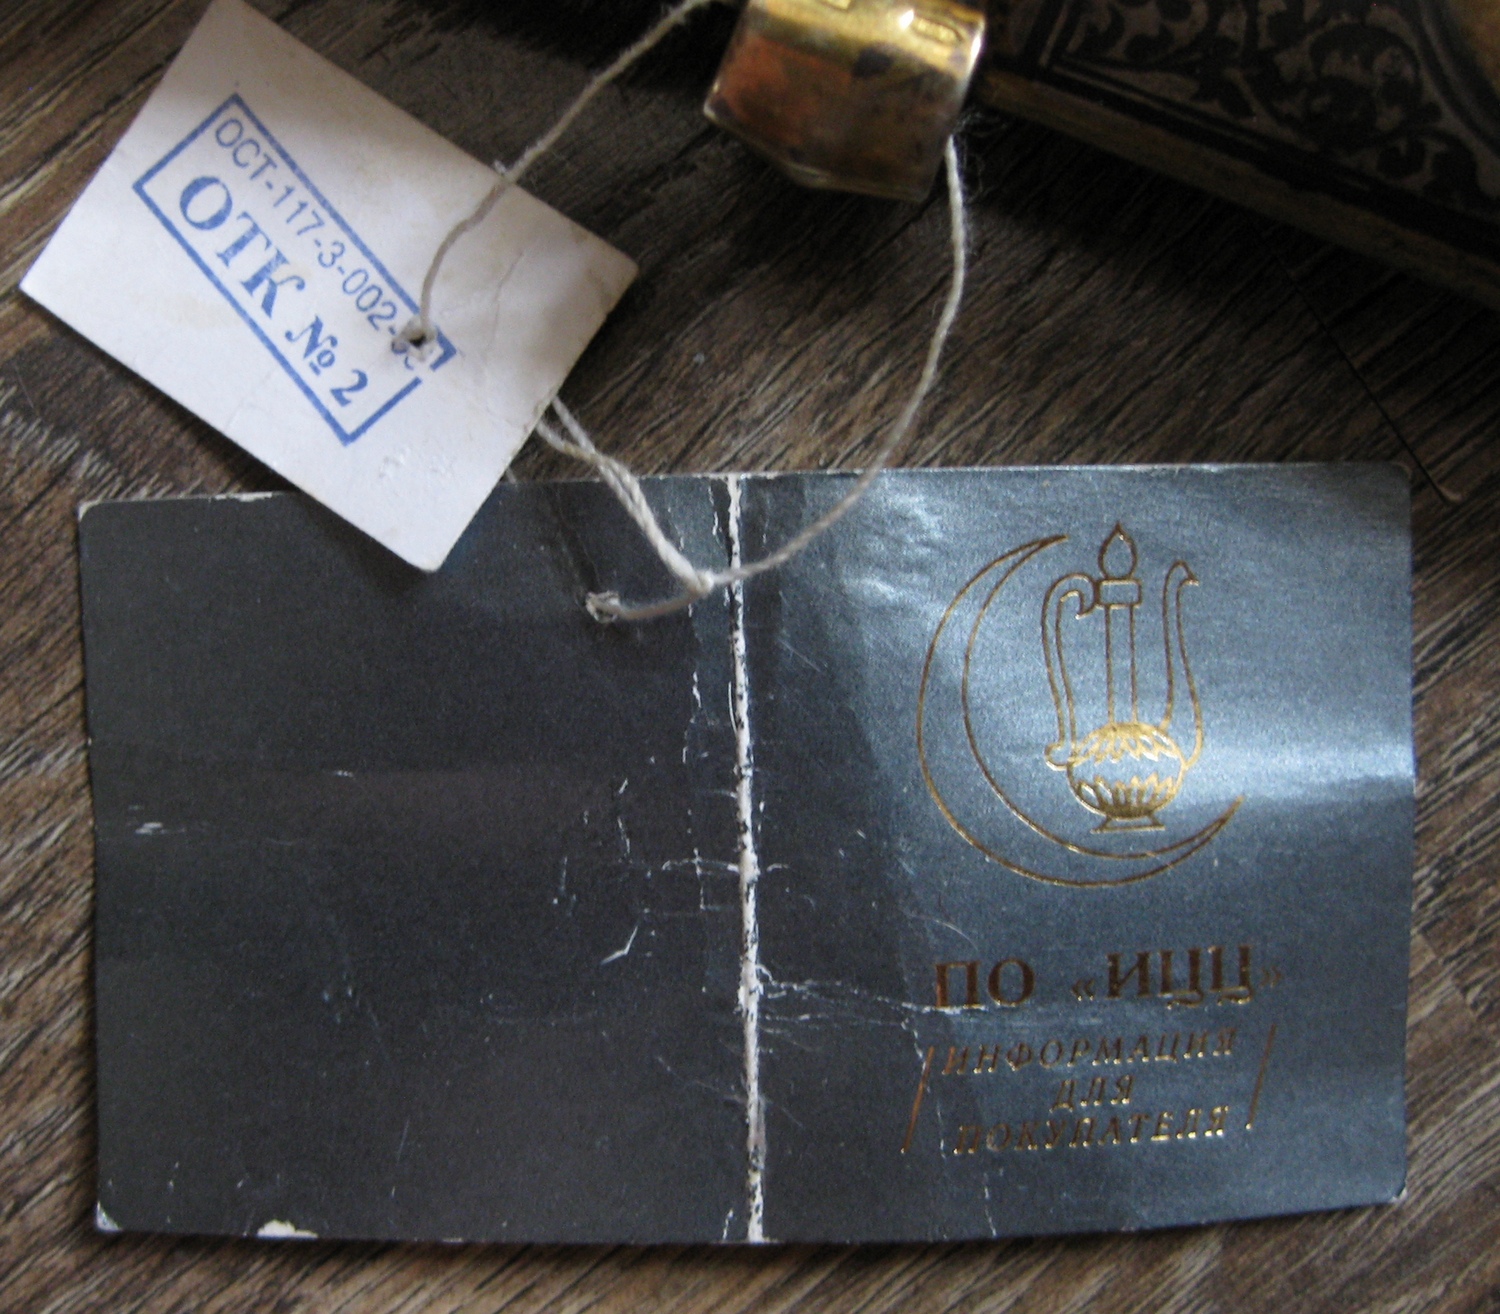 ОСТ-117-3-002-
ОТК № 2
ПО «ИЦЦ»
ИНФОРМАЦИЯ
ДЛЯ
ПОКУПАТЕЛЯ